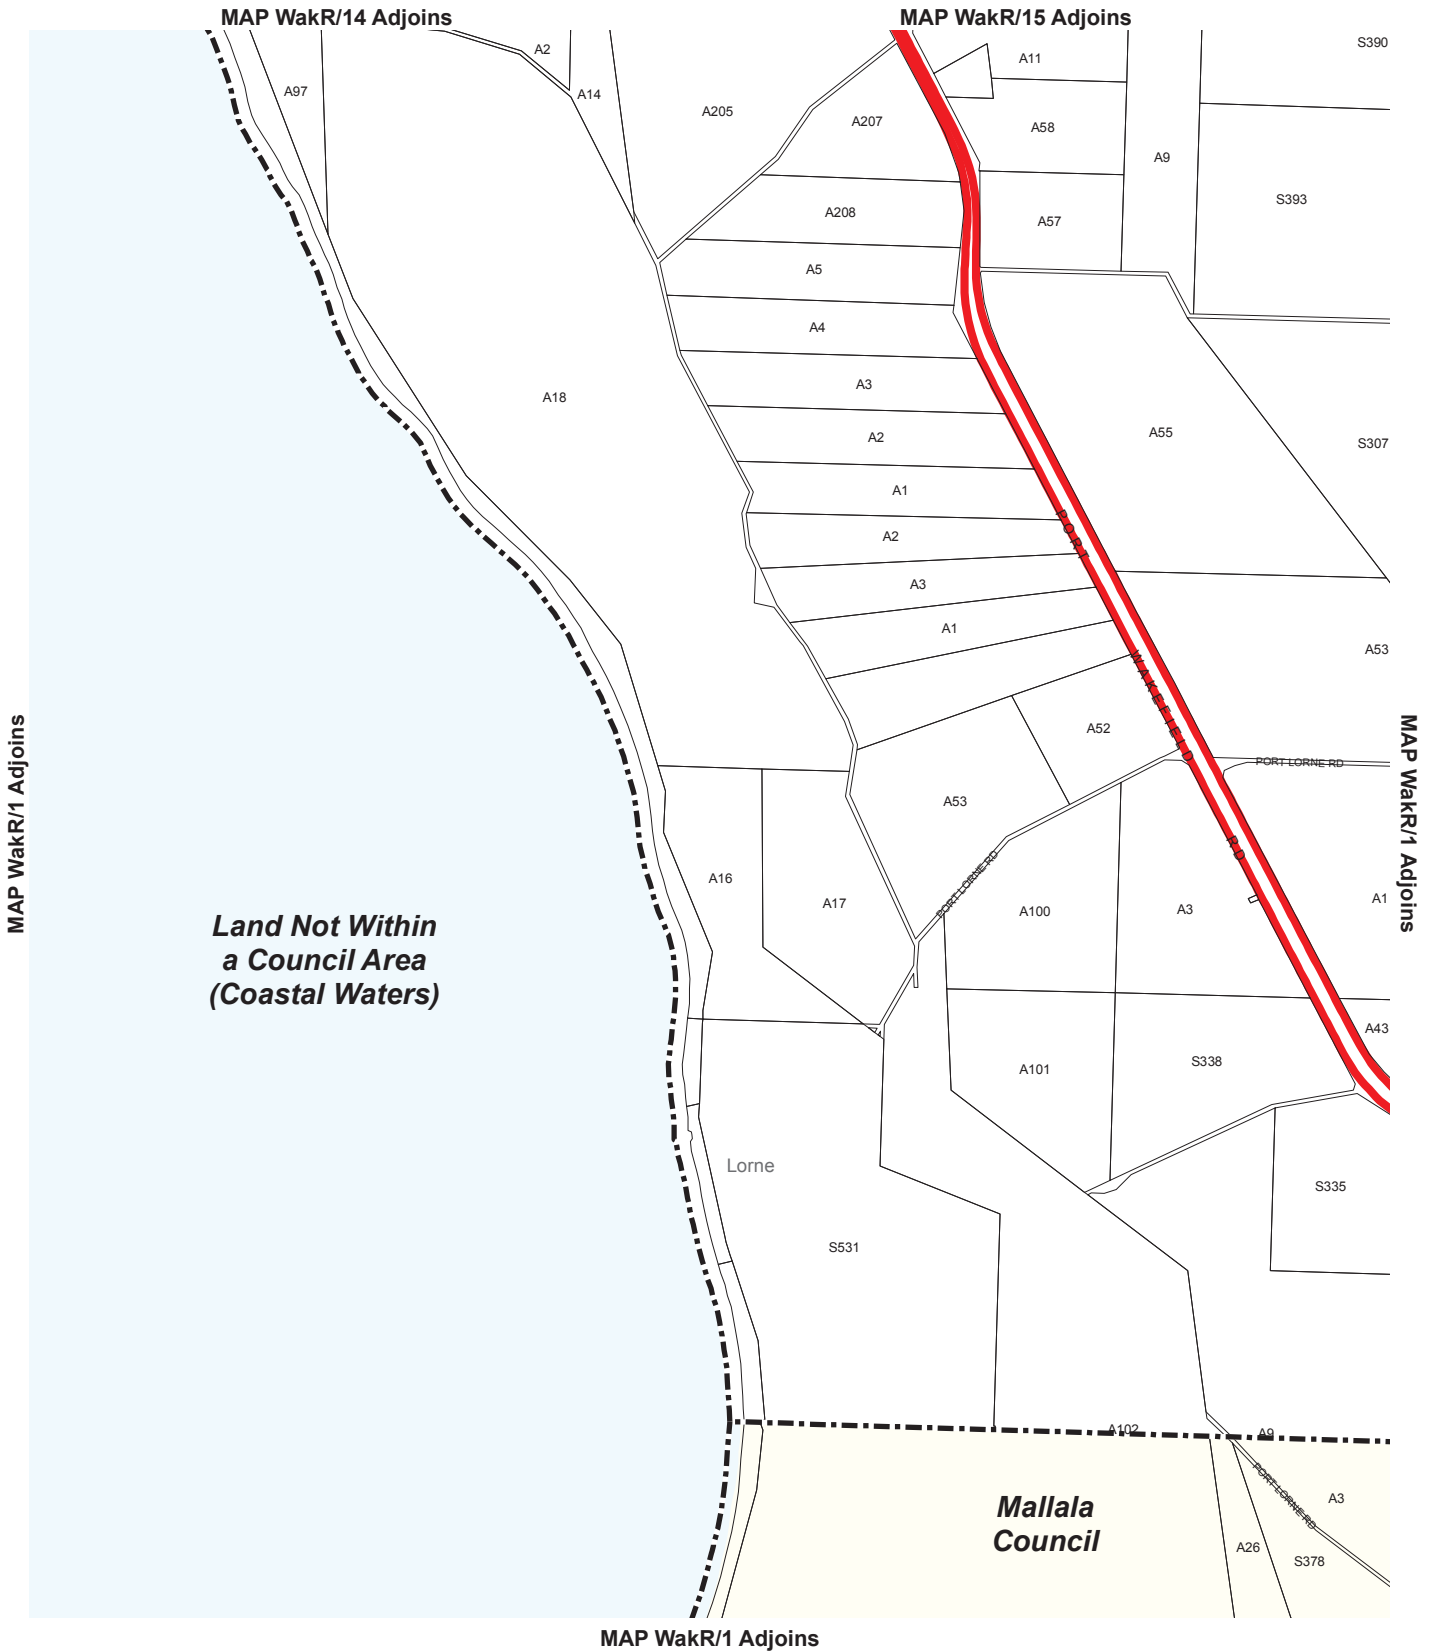 MAP WakR/14 Adjoins
MAP WakR/15 Adjoins
S390
A2
A11
A97
A14
A205
A207
A58
A9
S393
A208
A57
A5
A4
A3
A18
A55
A2
S307
A1
A2
PORT
A3
A1
A53
WAKEFIELD
A52
PORT LORNE RD
MAP WakR/1 Adjoins
MAP WakR/1 Adjoins
A53
RD
PORT LORNE RD
A16
A17
A100
A3
A1
Land Not Within
a Council Area
(Coastal Waters)
A43
A101
S338
Lorne
S335
S531
A102
A9
PORT LORNE RD
A3
Mallala
Council
A26
S378
MAP WakR/1 Adjoins